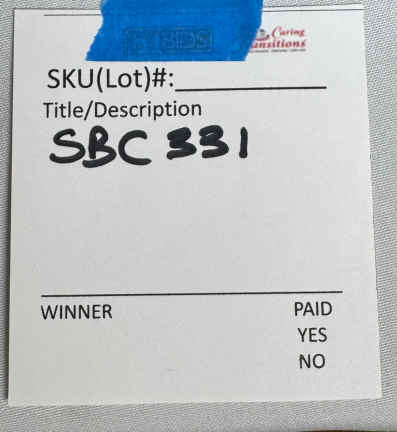 Caring
Transitions
SKU(Lot)#:
Title/Description
SBC 331
WINNER
PAID
YES
NO